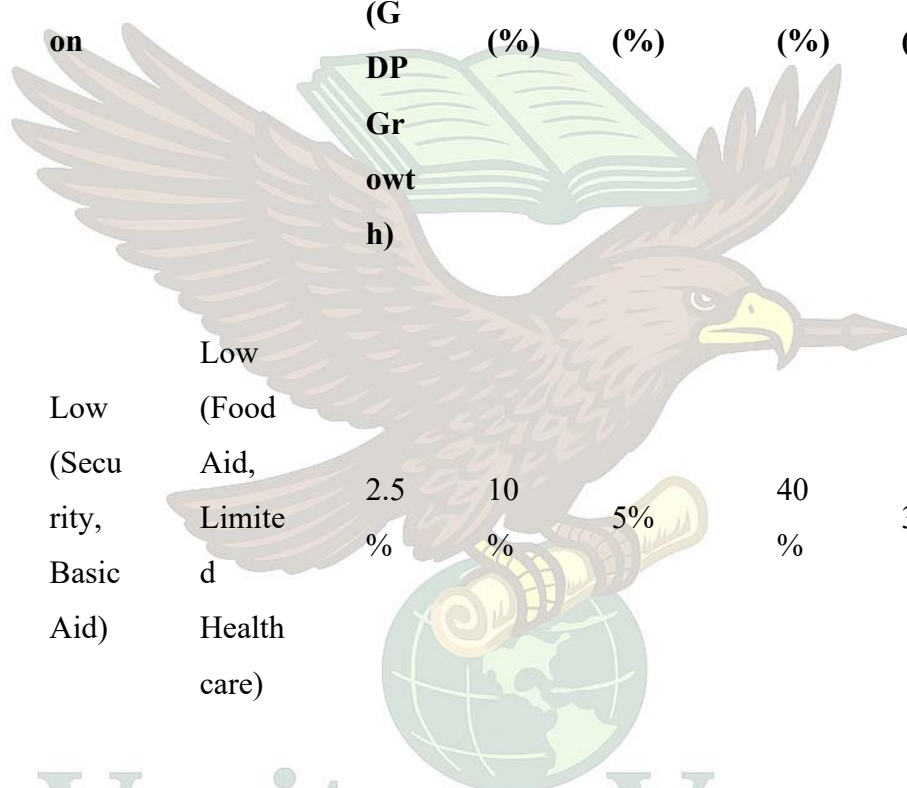 on
(G
DP
Gr
owt
h)
(%)
(%)
(%)
(
Low
(Secu
rity,
Basic
Aid)
Low
(Food
Aid,
Limite
d
Health
care)
2.5
%
10
%
5%
40
%